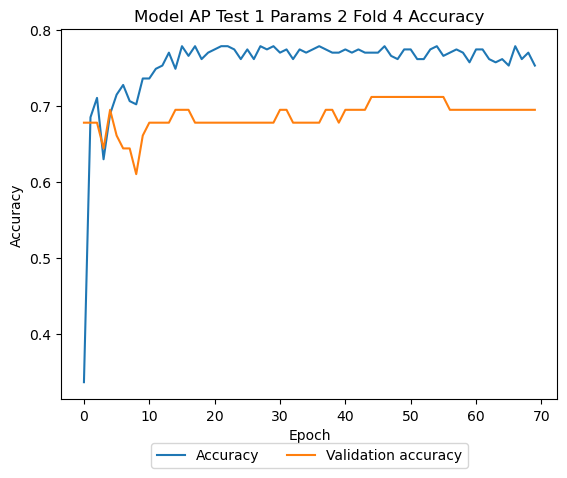 Model AP Test 1 Params 2 Fold 4 Accuracy
0.8
0.7
0.6
0.5
0.4
Accuracy
0 10 20 30 40 50 60 70
Epoch
Accuracy Validation accuracy